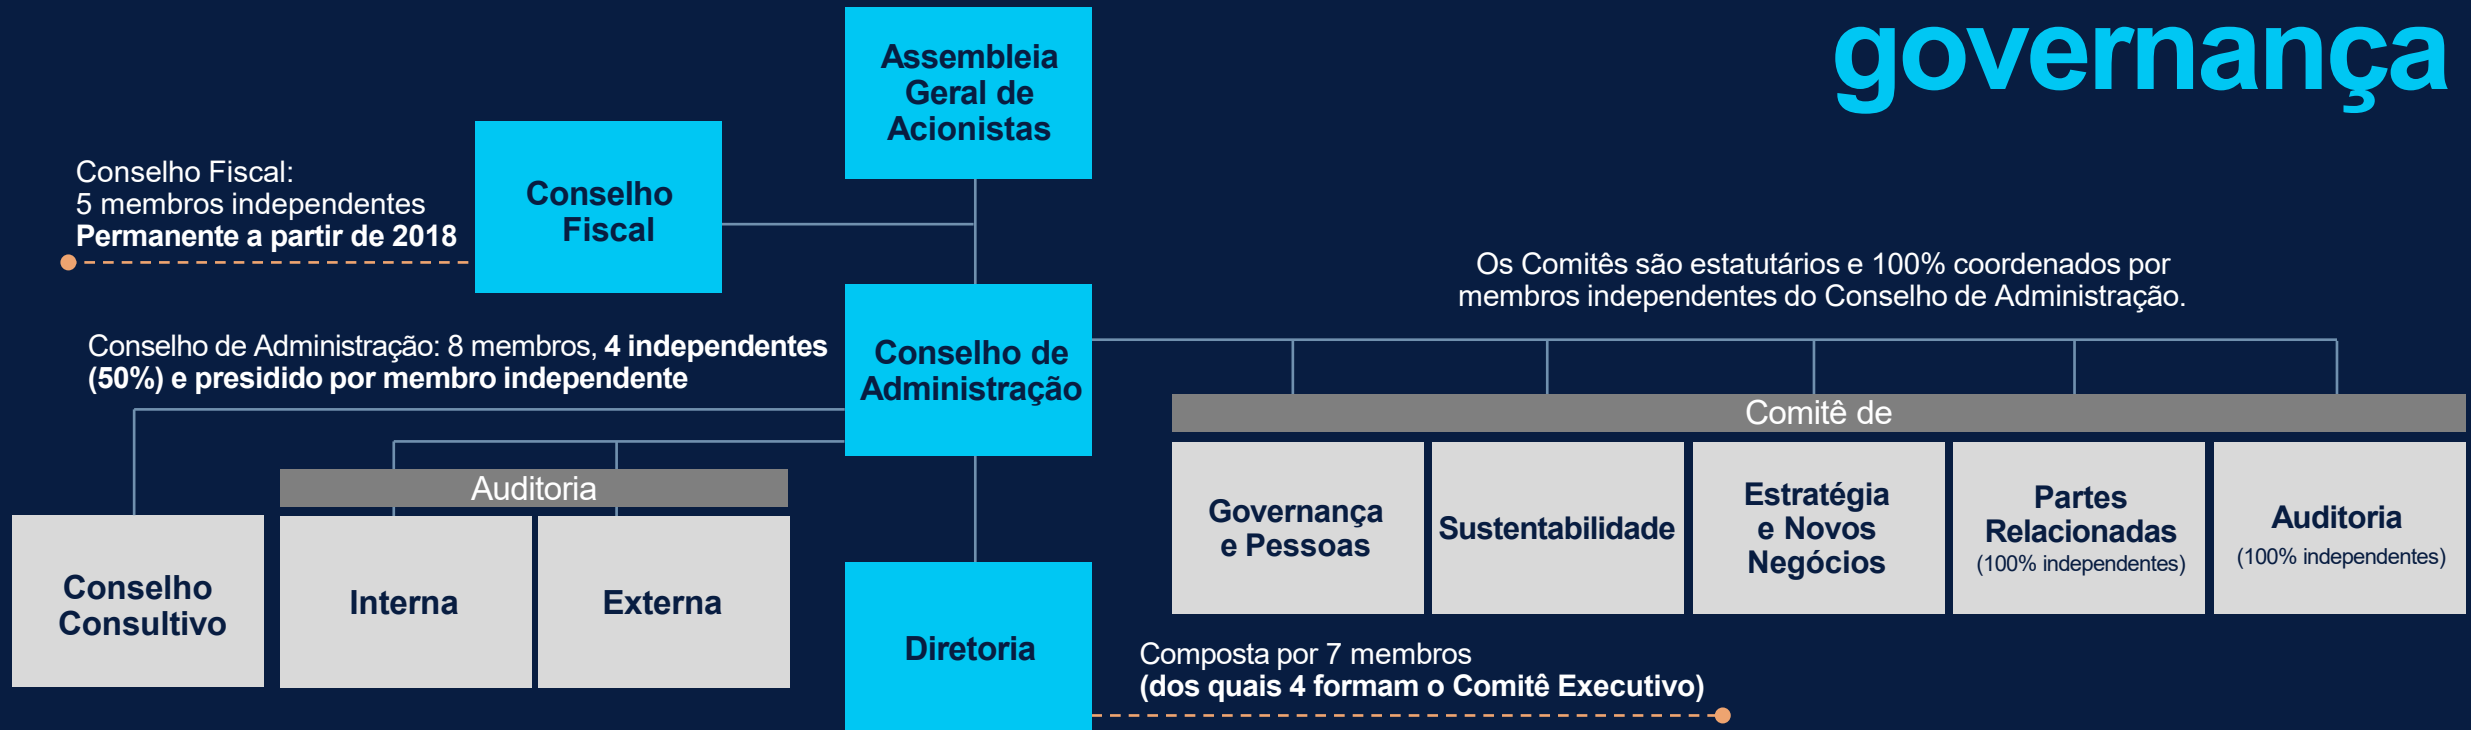 governança
Assembleia
Geral de
Acionistas
Conselho
Fiscal
Conselho Fiscal:
5 membros independentes
Permanente a partir de 2018
Os Comitês são estatutários e 100% coordenados por
membros independentes do Conselho de Administração.
Conselho de Administração: 8 membros, 4 independentes
(50%) e presidido por membro independente
Conselho de
Administração
Comitê de
Governança
e Pessoas
Sustentabilidade
Estratégia
e Novos
Negócios
Partes
Relacionadas
(100% independentes)
Auditoria
(100% independentes)
Auditoria
Conselho
Consultivo
Interna
Externa
Diretoria
Composta por 7 membros
(dos quais 4 formam o Comitê Executivo)